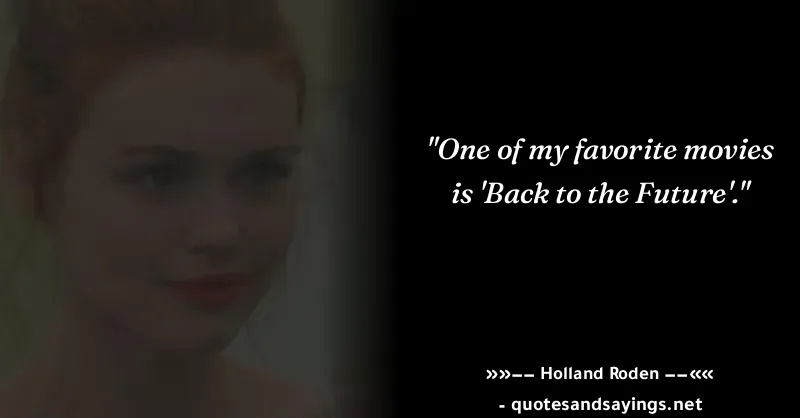 "One of my favorite movies
is 'Back to the Future'."
»»−− Holland Roden −−««
- quotesandsayings.net